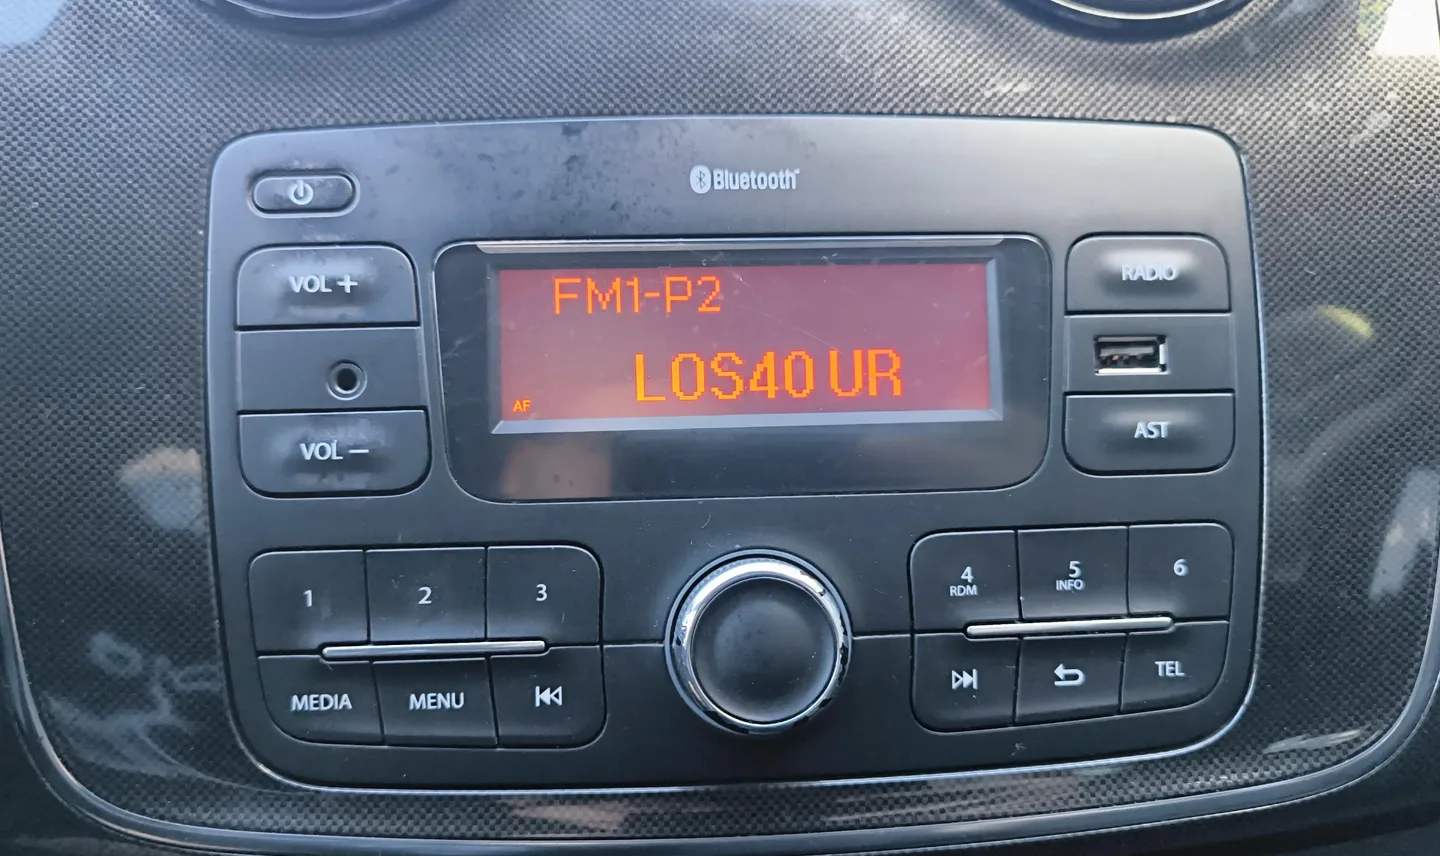 Bluetooth
VOL +
FM1-P2
RADIO
LOS40 UR
AF
VOL –
AST
1 2 3
4 RDM 5 INFO 6
MEDIA MENU
TEL